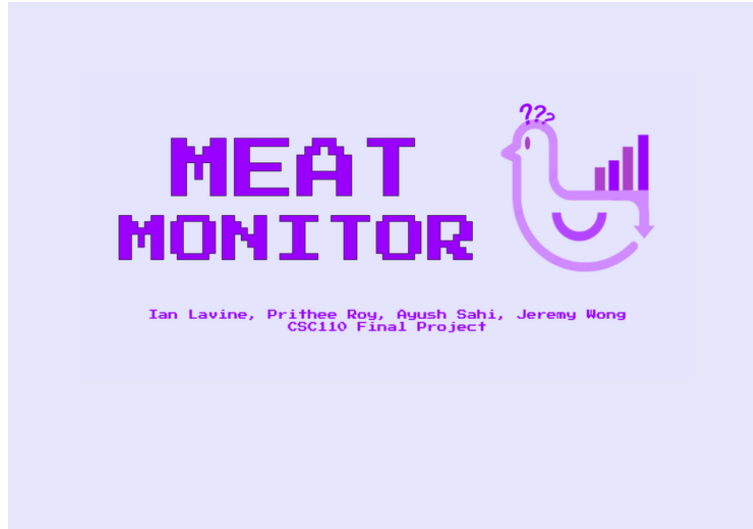 ???
MEAT
MONITOR
Ian Lavine, Prithee Roy, Ayush Sahi, Jeremy Wong
CSC110 Final Project